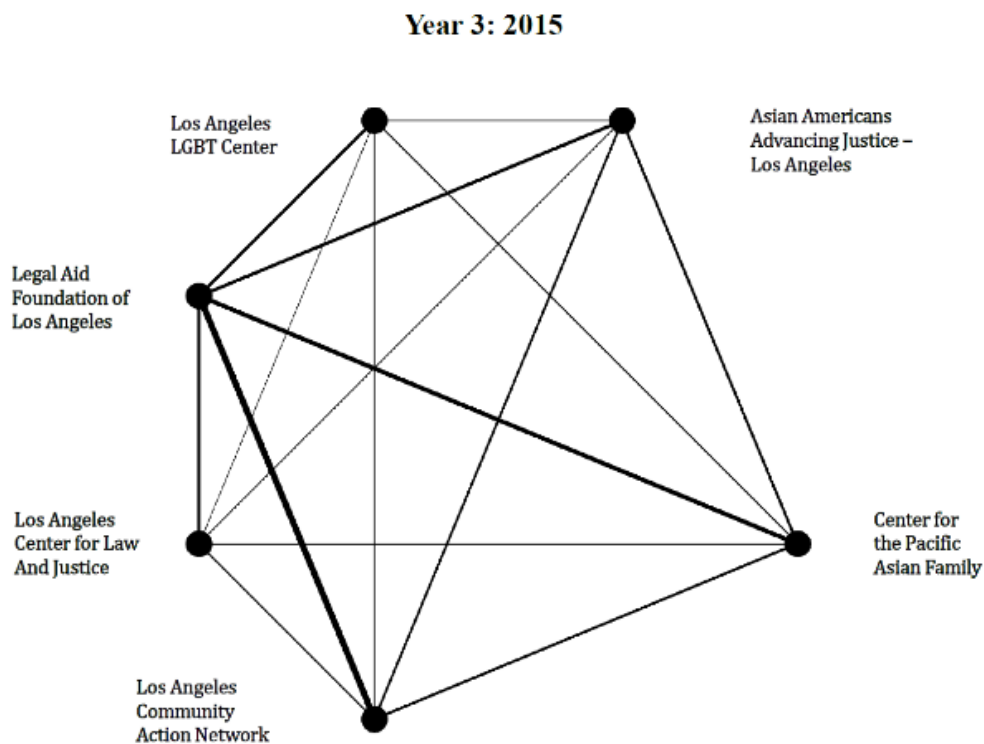 Year 3: 2015
Los Angeles
LGBT Center
Asian Americans
Advancing Justice –
Los Angeles
Legal Aid
Foundation of
Los Angeles
Los Angeles
Center for Law
And Justice
Center for
the Pacific
Asian Family
Los Angeles
Community
Action Network